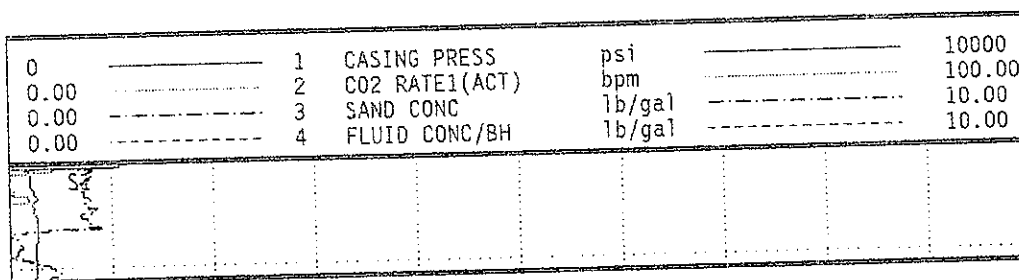 0 1 CASING PRESS psi 10000
0.00 2 CO2 RATE1(ACT) bpm 100.00
0.00 3 SAND CONC lb/gal 10.00
0.00 4 FLUID CONC/BH lb/gal 10.00